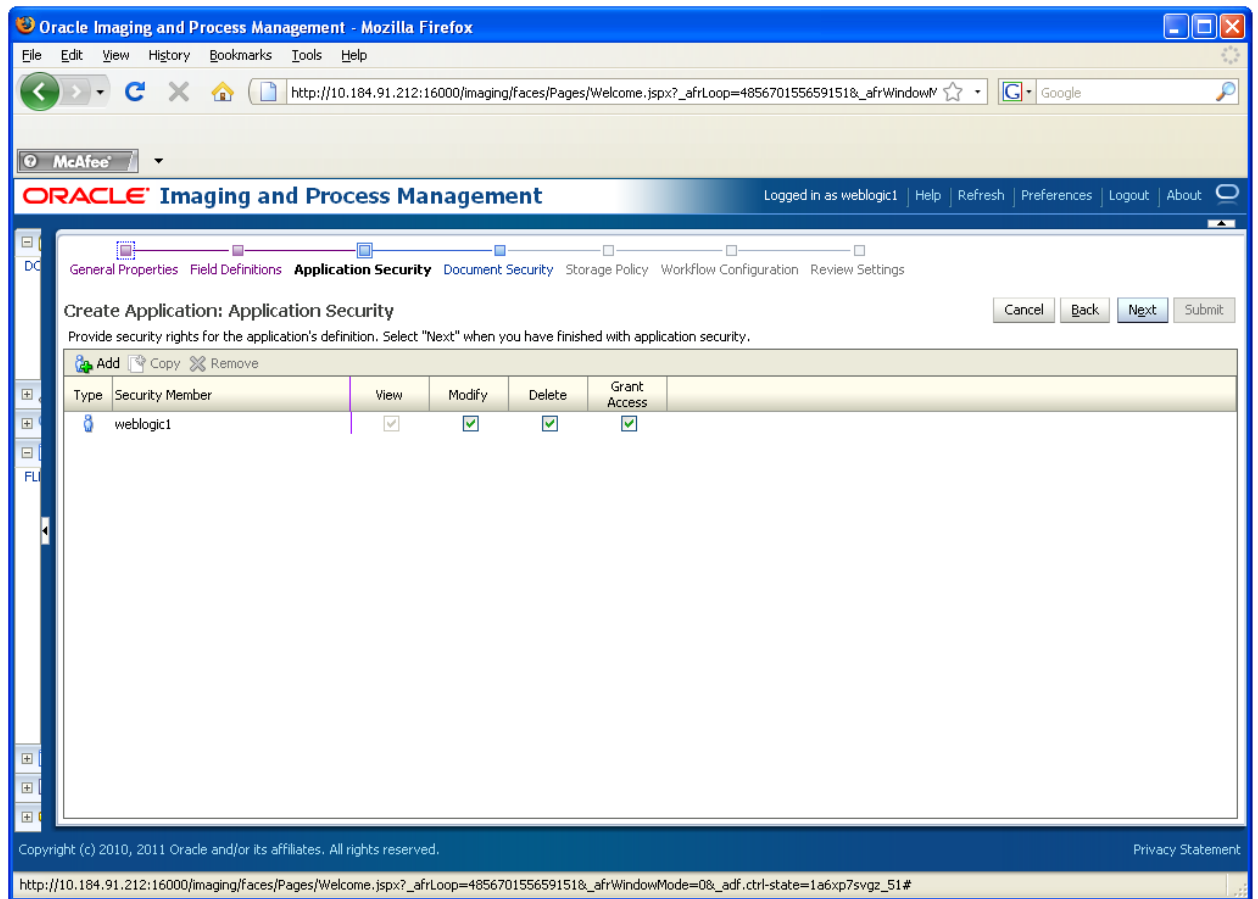 Oracle Imaging and Process Management - Mozilla Firefox
File Edit View History Bookmarks Tools Help
http://10.184.91.212:16000/imaging/faces/Pages/Welcome.jspx?_afrLoop=485670155659151&_afrWindowM
Google
McAfee
ORACLE Imaging and Process Management
Logged in as weblogic1 Help Refresh Preferences Logout About
DC
General Properties Field Definitions Application Security Document Security Storage Policy Workflow Configuration Review Settings
Create Application: Application Security
Cancel Back Next Submit
Provide security rights for the application's definition. Select "Next" when you have finished with application security.
Add Copy Remove
Type Security Member View Modify Delete Grant Access
weblogic1
FLI
Copyright (c) 2010, 2011 Oracle and/or its affiliates. All rights reserved.
Privacy Statement
http://10.184.91.212:16000/imaging/faces/Pages/Welcome.jspx?_afrLoop=485670155659151&_afrWindowMode=0&_adf.ctrl-state=1a6xp7svgz_51#